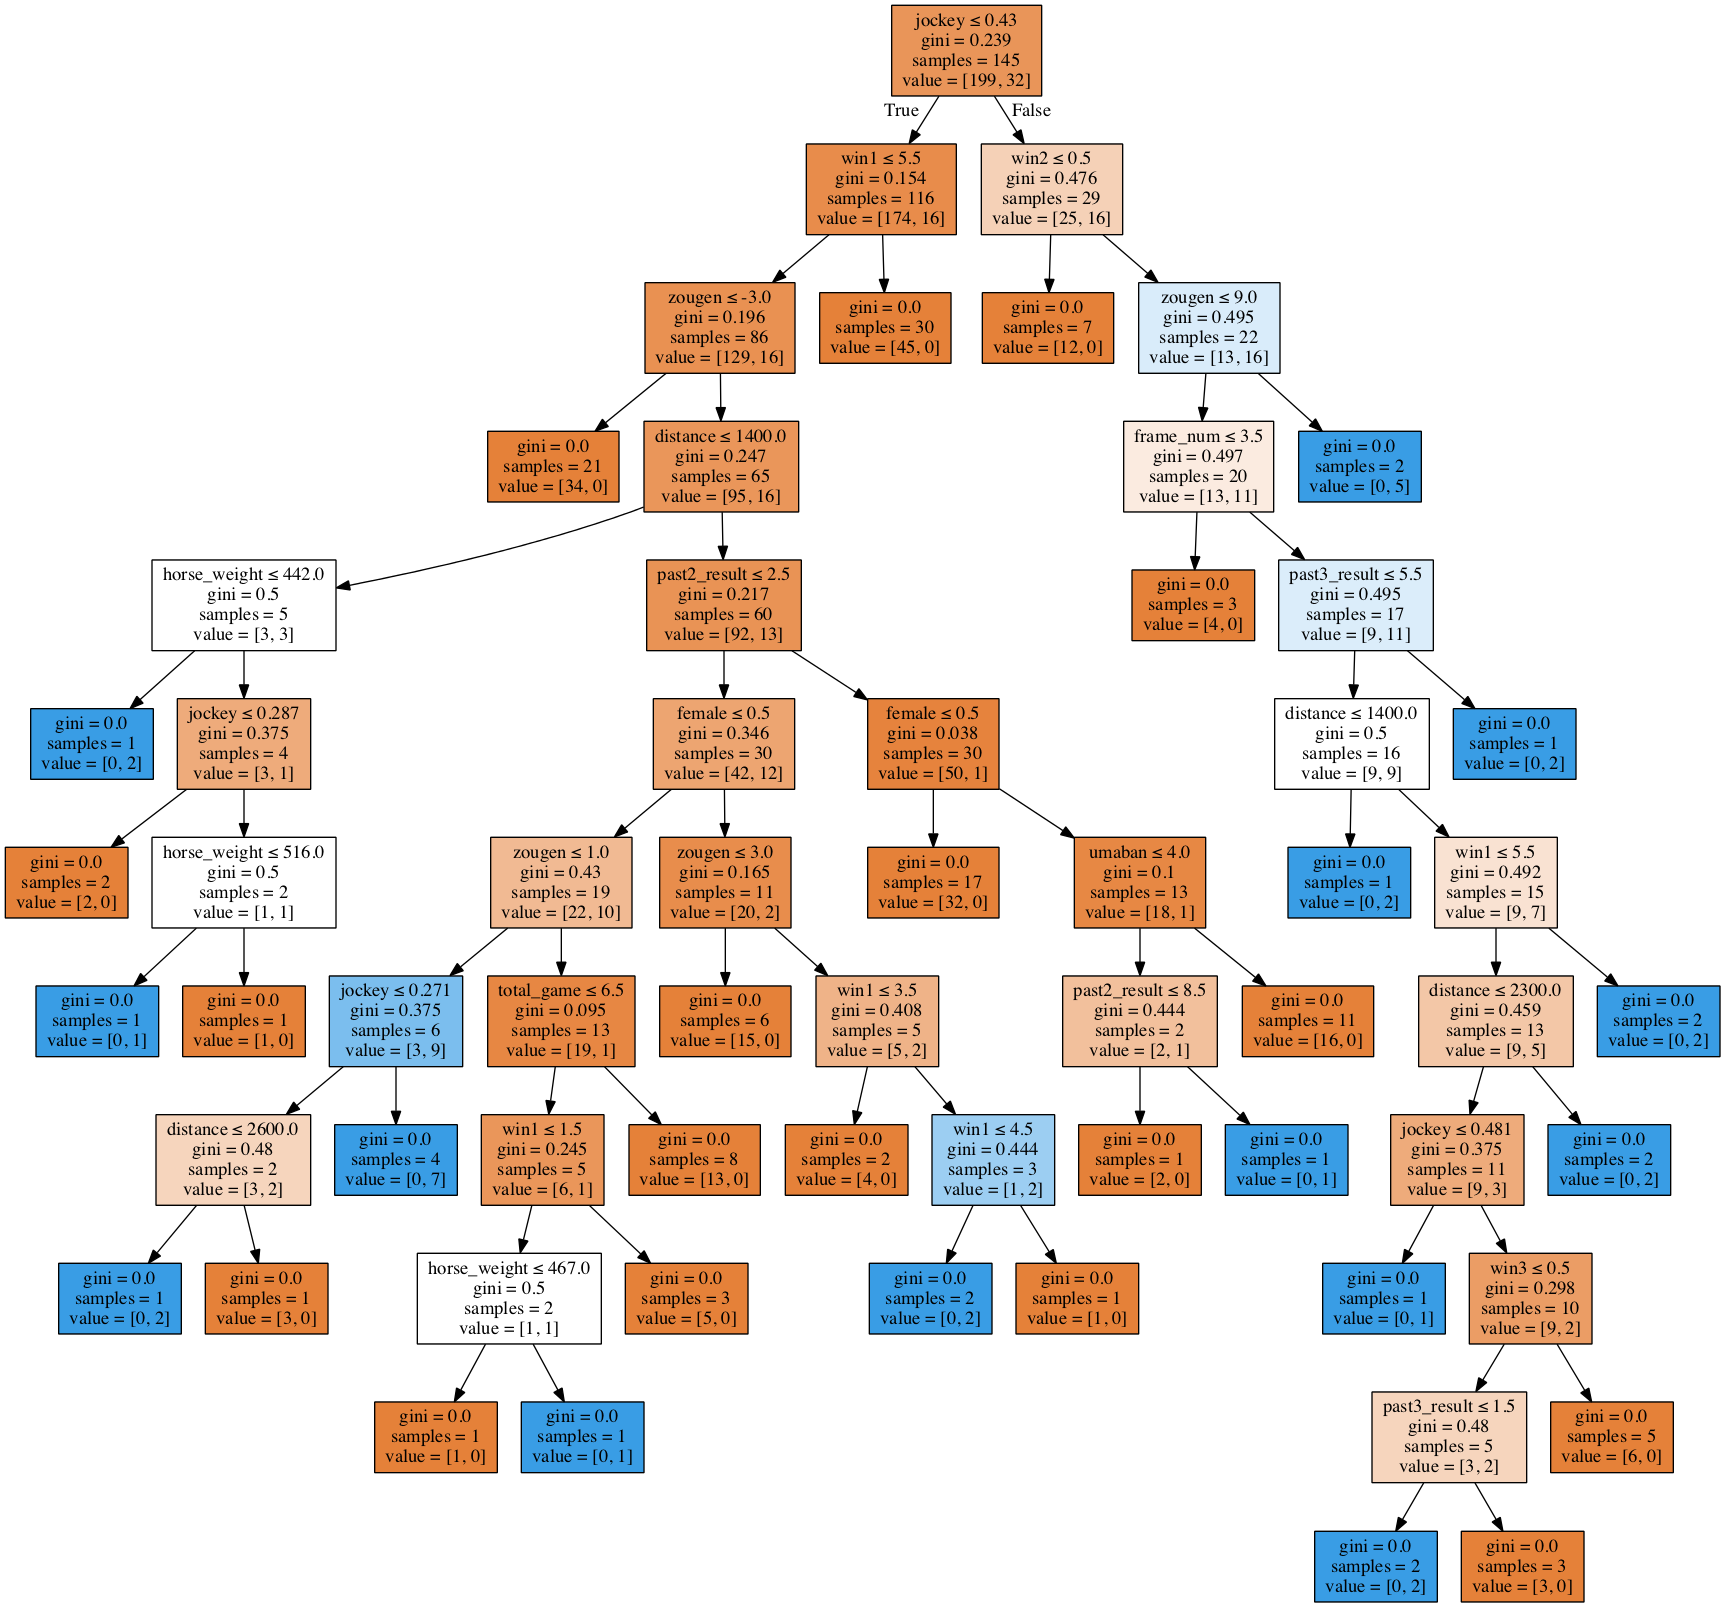 jockey ≤ 0.43
gini = 0.239
samples = 145
value = [199, 32]
True
False
win1 ≤ 5.5
gini = 0.154
samples = 116
value = [174, 16]
win2 ≤ 0.5
gini = 0.476
samples = 29
value = [25, 16]
zougen ≤ -3.0
gini = 0.196
samples = 86
value = [129, 16]
gini = 0.0
samples = 30
value = [45, 0]
gini = 0.0
samples = 7
value = [12, 0]
zougen ≤ 9.0
gini = 0.495
samples = 22
value = [13, 16]
gini = 0.0
samples = 21
value = [34, 0]
distance ≤ 1400.0
gini = 0.247
samples = 65
value = [95, 16]
frame_num ≤ 3.5
gini = 0.497
samples = 20
value = [13, 11]
gini = 0.0
samples = 2
value = [0, 5]
horse_weight ≤ 442.0
gini = 0.5
samples = 5
value = [3, 3]
past2_result ≤ 2.5
gini = 0.217
samples = 60
value = [92, 13]
gini = 0.0
samples = 3
value = [4, 0]
past3_result ≤ 5.5
gini = 0.495
samples = 17
value = [9, 11]
gini = 0.0
samples = 1
value = [0, 2]
jockey ≤ 0.287
gini = 0.375
samples = 4
value = [3, 1]
female ≤ 0.5
gini = 0.346
samples = 30
value = [42, 12]
female ≤ 0.5
gini = 0.038
samples = 30
value = [50, 1]
distance ≤ 1400.0
gini = 0.5
samples = 16
value = [9, 9]
gini = 0.0
samples = 1
value = [0, 2]
gini = 0.0
samples = 2
value = [2, 0]
horse_weight ≤ 516.0
gini = 0.5
samples = 2
value = [1, 1]
zougen ≤ 1.0
gini = 0.43
samples = 19
value = [22, 10]
zougen ≤ 3.0
gini = 0.165
samples = 11
value = [20, 2]
gini = 0.0
samples = 17
value = [32, 0]
umaban ≤ 4.0
gini = 0.1
samples = 13
value = [18, 1]
gini = 0.0
samples = 1
value = [0, 2]
win1 ≤ 5.5
gini = 0.492
samples = 15
value = [9, 7]
gini = 0.0
samples = 1
value = [0, 1]
gini = 0.0
samples = 1
value = [1, 0]
jockey ≤ 0.271
gini = 0.375
samples = 6
value = [3, 9]
total_game ≤ 6.5
gini = 0.095
samples = 13
value = [19, 1]
gini = 0.0
samples = 6
value = [15, 0]
win1 ≤ 3.5
gini = 0.408
samples = 5
value = [5, 2]
past2_result ≤ 8.5
gini = 0.444
samples = 2
value = [2, 1]
gini = 0.0
samples = 11
value = [16, 0]
distance ≤ 2300.0
gini = 0.459
samples = 13
value = [9, 5]
gini = 0.0
samples = 2
value = [0, 2]
distance ≤ 2600.0
gini = 0.48
samples = 2
value = [3, 2]
gini = 0.0
samples = 4
value = [0, 7]
win1 ≤ 1.5
gini = 0.245
samples = 5
value = [6, 1]
gini = 0.0
samples = 8
value = [13, 0]
gini = 0.0
samples = 2
value = [4, 0]
win1 ≤ 4.5
gini = 0.444
samples = 3
value = [1, 2]
gini = 0.0
samples = 1
value = [2, 0]
gini = 0.0
samples = 1
value = [0, 1]
jockey ≤ 0.481
gini = 0.375
samples = 11
value = [9, 3]
gini = 0.0
samples = 2
value = [0, 2]
gini = 0.0
samples = 1
value = [0, 2]
gini = 0.0
samples = 1
value = [3, 0]
horse_weight ≤ 467.0
gini = 0.5
samples = 2
value = [1, 1]
gini = 0.0
samples = 3
value = [5, 0]
gini = 0.0
samples = 2
value = [0, 2]
gini = 0.0
samples = 1
value = [1, 0]
gini = 0.0
samples = 1
value = [0, 1]
win3 ≤ 0.5
gini = 0.298
samples = 10
value = [9, 2]
gini = 0.0
samples = 1
value = [1, 0]
gini = 0.0
samples = 1
value = [0, 1]
past3_result ≤ 1.5
gini = 0.48
samples = 5
value = [3, 2]
gini = 0.0
samples = 5
value = [6, 0]
gini = 0.0
samples = 2
value = [0, 2]
gini = 0.0
samples = 3
value = [3, 0]